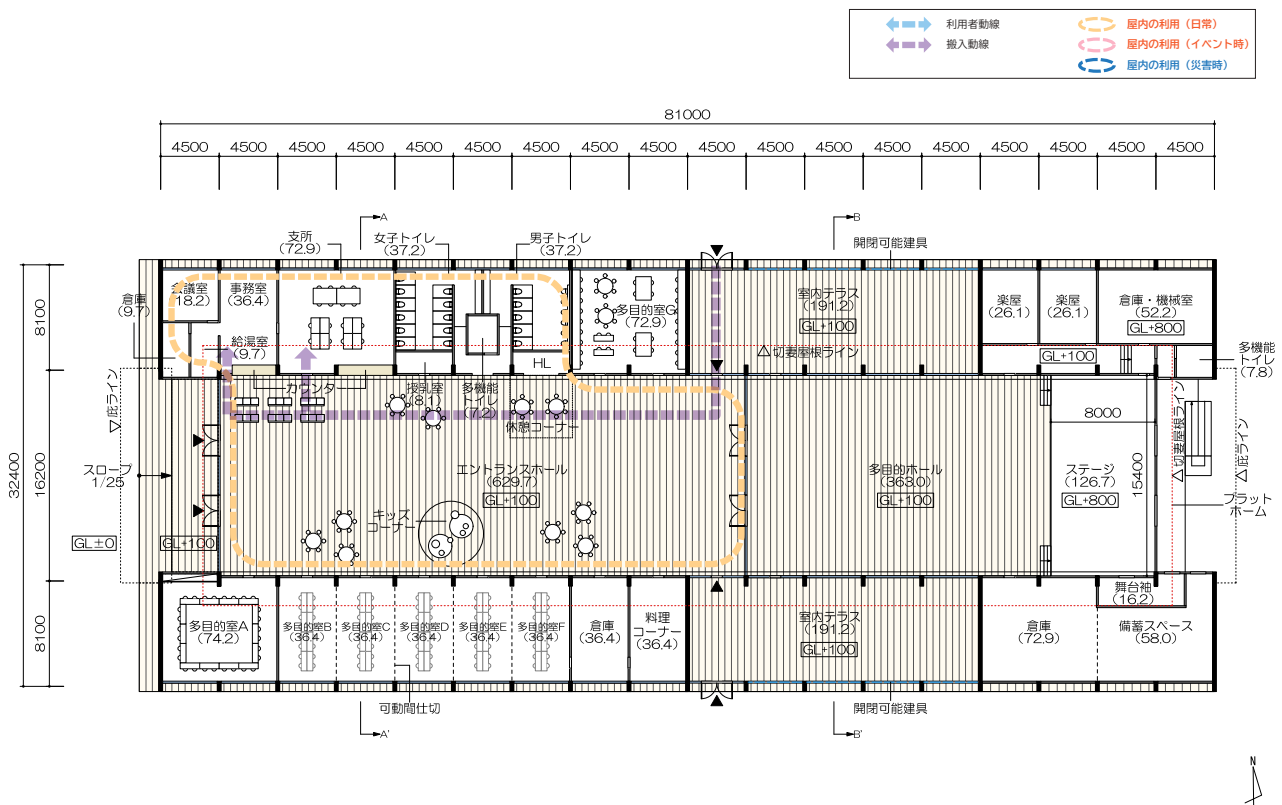 利用者動線
搬入動線
屋内の利用（日常）
屋内の利用（イベント時）
屋内の利用（災害時）
81000
4500 4500 4500 4500 4500 4500 4500 4500 4500 4500 4500 4500 4500 4500 4500 4500 4500 4500
A
B
支所
(72.9)
女子トイレ
(37.2)
男子トイレ
(37.2)
開閉可能建具
倉庫
(9.7)
会議室
(18.2)
事務室
(36.4)
給湯室
(9.7)
多目的室G
(72.9)
室内テラス
(191.2)
GL+100
△切妻屋根ライン
楽屋
(26.1)
楽屋
(26.1)
倉庫・機械室
(52.2)
GL+800
GL+100
多機能
トイレ
(7.8)
HL
カウンター
授乳室
(8.1)
多機能
トイレ
(7.2)
休憩コーナー
8100
16200
8100
32400
▽庇ライン
スロープ
1/25
GL±0
GL+100
エントランスホール
(629.7)
GL+100
キッズ
コーナー
多目的ホール
(363.0)
GL+100
8000
15400
ステージ
(126.7)
GL+800
△切妻屋根ライン
△庇ライン
プラット
ホーム
多目的室A
(74.2)
多目的室B
(36.4)
多目的室C
(36.4)
多目的室D
(36.4)
多目的室E
(36.4)
多目的室F
(36.4)
倉庫
(36.4)
料理
コーナー
(36.4)
室内テラス
(191.2)
GL+100
舞台袖
(16.2)
倉庫
(72.9)
備蓄スペース
(58.0)
可動間仕切
開閉可能建具
A'
B'
N